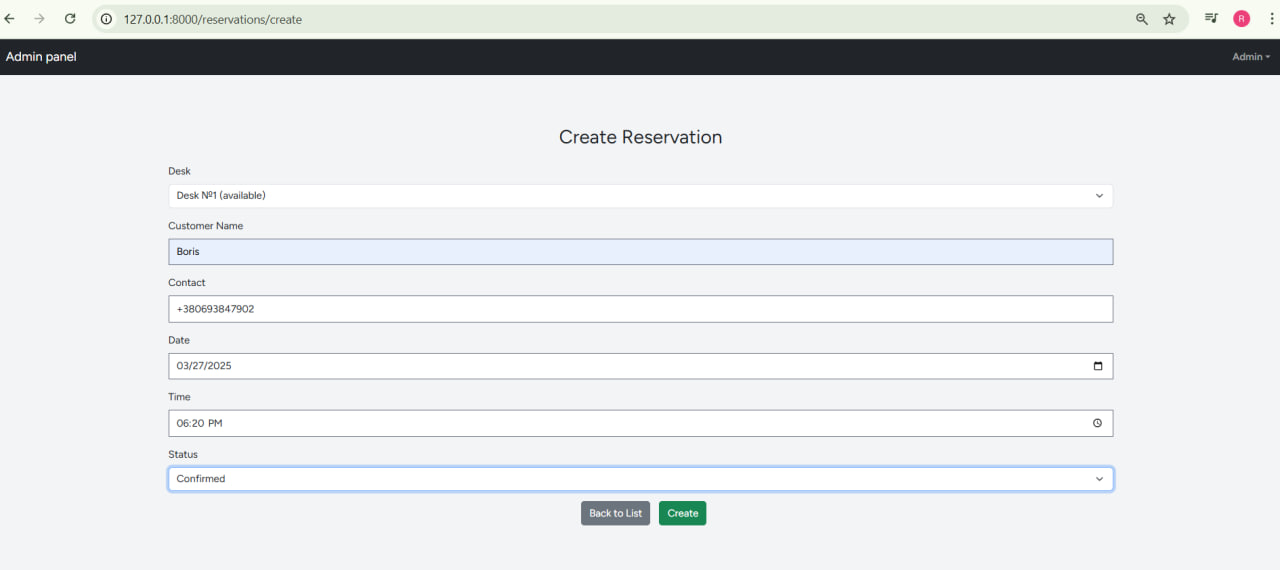 127.0.0.1:8000/reservations/create
R
Admin panel
Admin
Create Reservation
Desk
Desk №1 (available)
Customer Name
Boris
Contact
+380693847902
Date
03/27/2025
Time
06:20 PM
Status
Confirmed
Back to List
Create